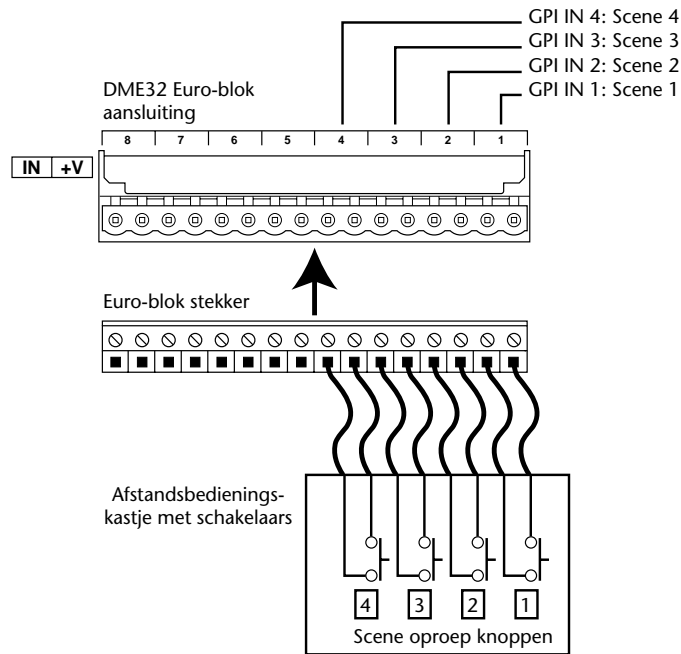 GPI IN 4: Scene 4
GPI IN 3: Scene 3
GPI IN 2: Scene 2
GPI IN 1: Scene 1
DME32 Euro-blok
aansluiting
8 7 6 5 4 3 2 1
IN +V
Euro-blok stekker
Afstandsbedienings-
kastje met schakelaars
4 3 2 1
Scene oproep knoppen